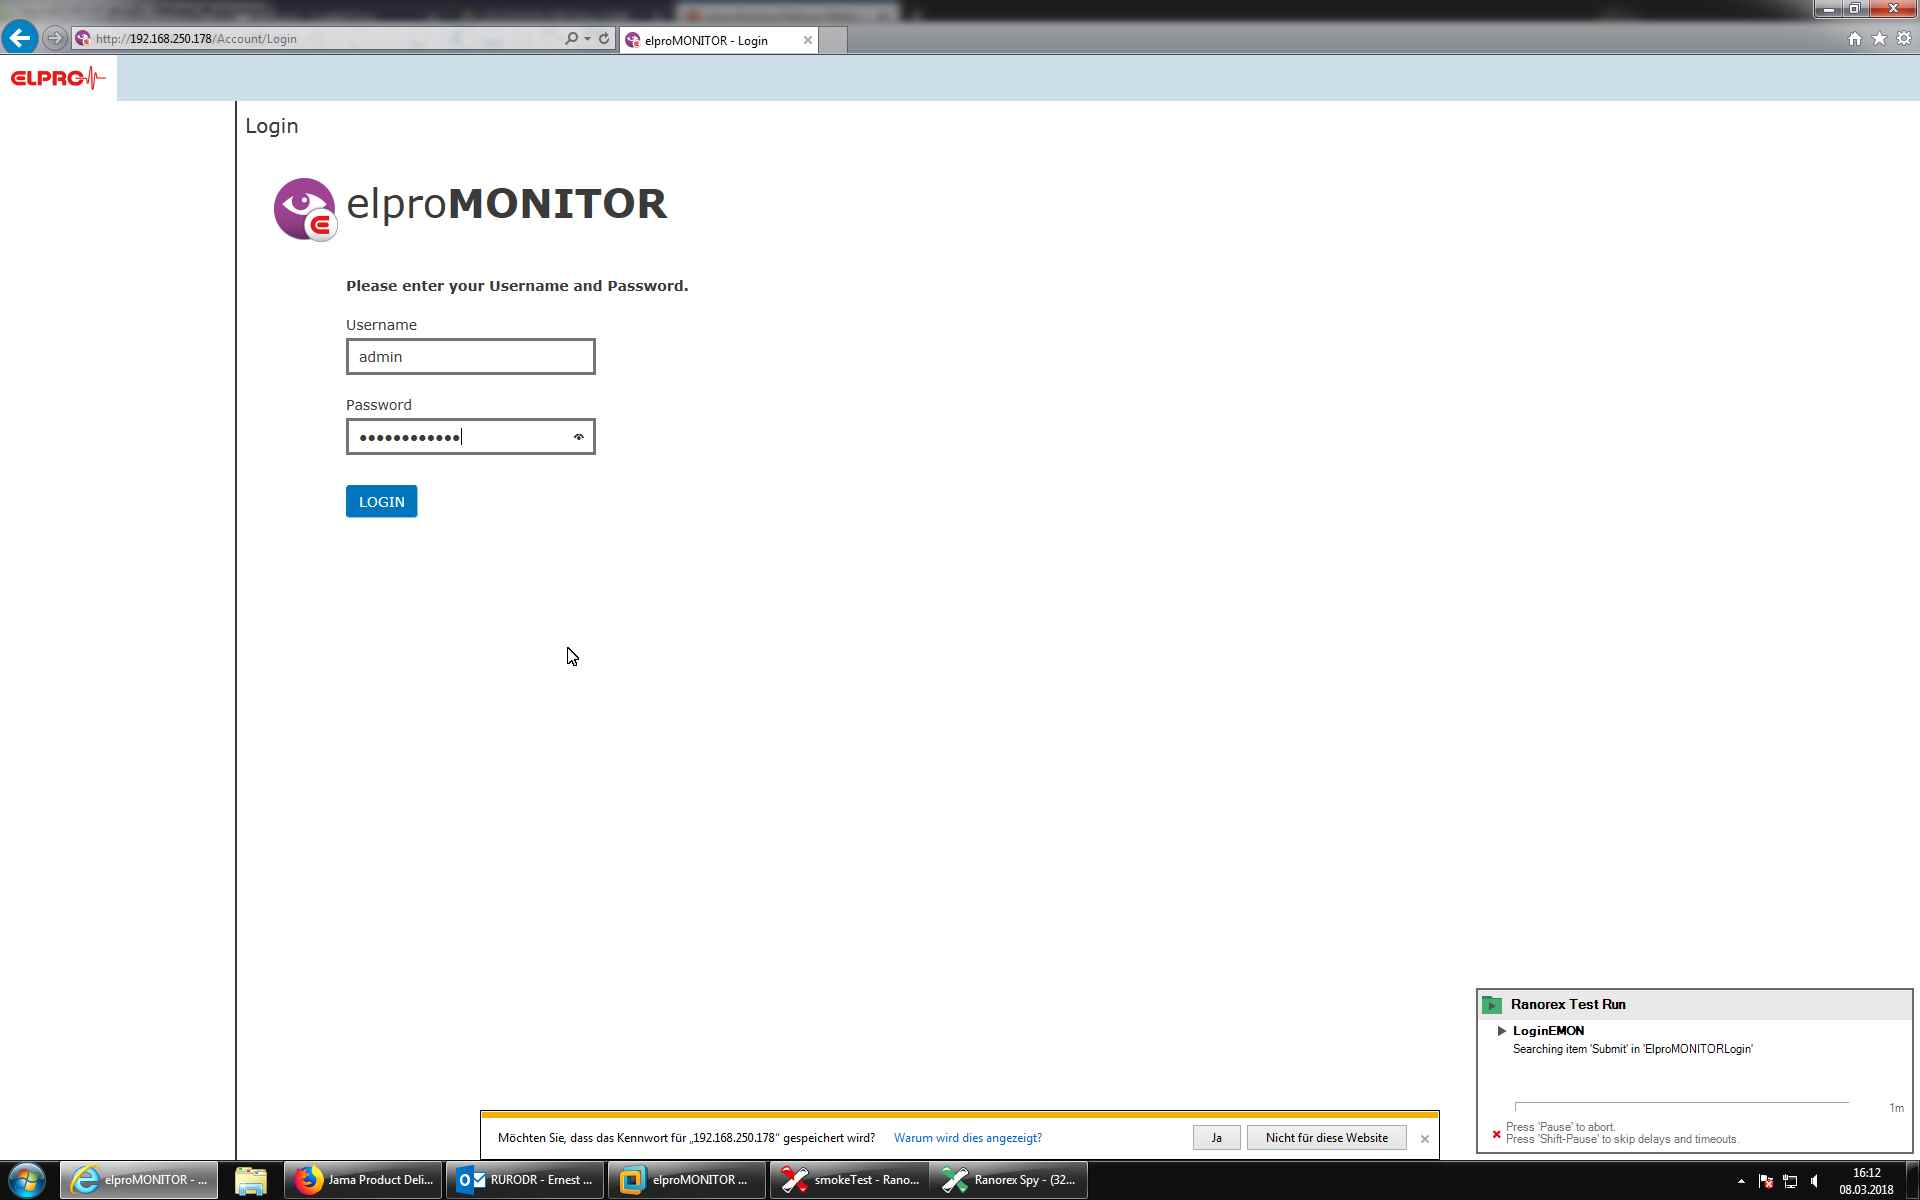 http://192.168.250.178/Account/Login
elproMONITOR - Login
ELPRO
Login
elproMONITOR
Please enter your Username and Password.
Username
admin
Password
●●●●●●●●●●●●
LOGIN
Ranorex Test Run
LoginEMON
Searching item 'Submit' in 'ElproMONITORLogin'
1m
Press 'Pause' to abort.
Press 'Shift-Pause' to skip delays and timeouts.
Möchten Sie, dass das Kennwort für „192.168.250.178“ gespeichert wird?
Warum wird dies angezeigt?
Ja
Nicht für diese Website
elproMONITOR - ...
Jama Product Deli...
RURODR - Ernest ...
elproMONITOR ...
smokeTest - Rano...
Ranorex Spy - (32...
16:12
08.03.2018